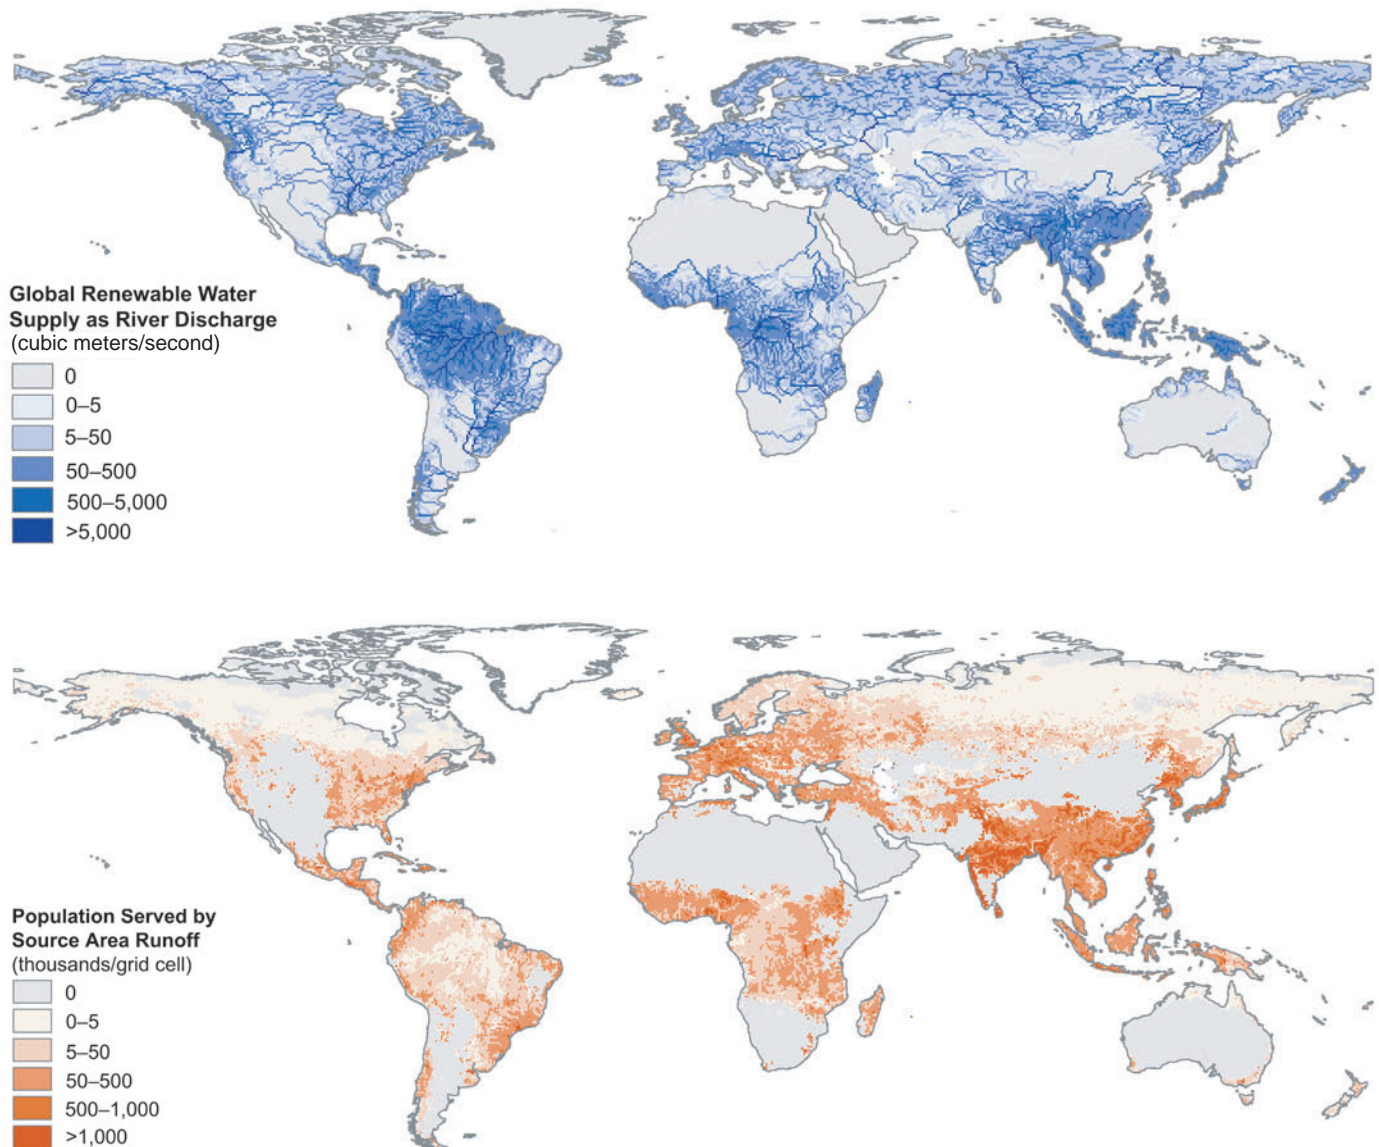 Global Renewable Water
Supply as River Discharge
(cubic meters/second)
0
0–5
5–50
50–500
500–5,000
>5,000
Population Served by
Source Area Runoff
(thousands/grid cell)
0
0–5
5–50
50–500
500–1,000
>1,000